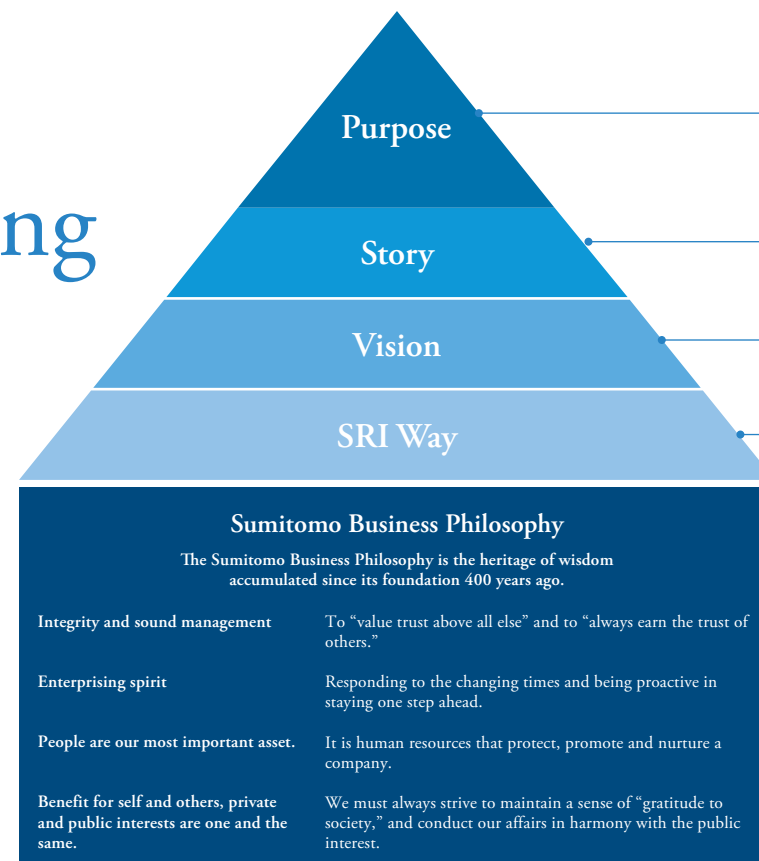 Purpose
ng
Story
Vision
SRI Way
Sumitomo Business Philosophy
The Sumitomo Business Philosophy is the heritage of wisdom
accumulated since its foundation 400 years ago.
Integrity and sound management
To “value trust above all else” and to “always earn the trust of
others.”
Enterprising spirit
Responding to the changing times and being proactive in
staying one step ahead.
People are our most important asset.
It is human resources that protect, promote and nurture a
company.
Benefit for self and others, private
and public interests are one and the
same.
We must always strive to maintain a sense of “gratitude to
society,” and conduct our affairs in harmony with the public
interest.